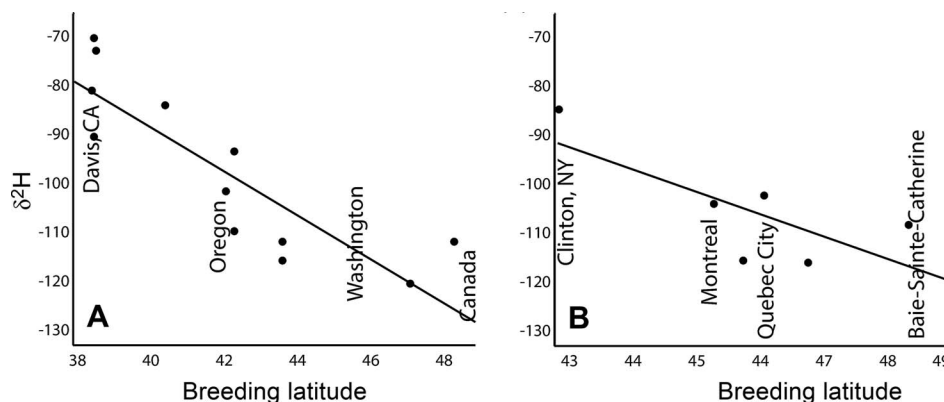 -70
-80
-90
-100
-110
-120
-130
δ²H
Davis, CA
Oregon
Washington
Canada
A
38 40 42 44 46 48
Breeding latitude
-70
-80
-90
-100
-110
-120
-130
Clinton, NY
Montreal
Quebec City
Baie-Sainte-Catherine
B
43 44 45 44 47 48 49
Breeding latitude